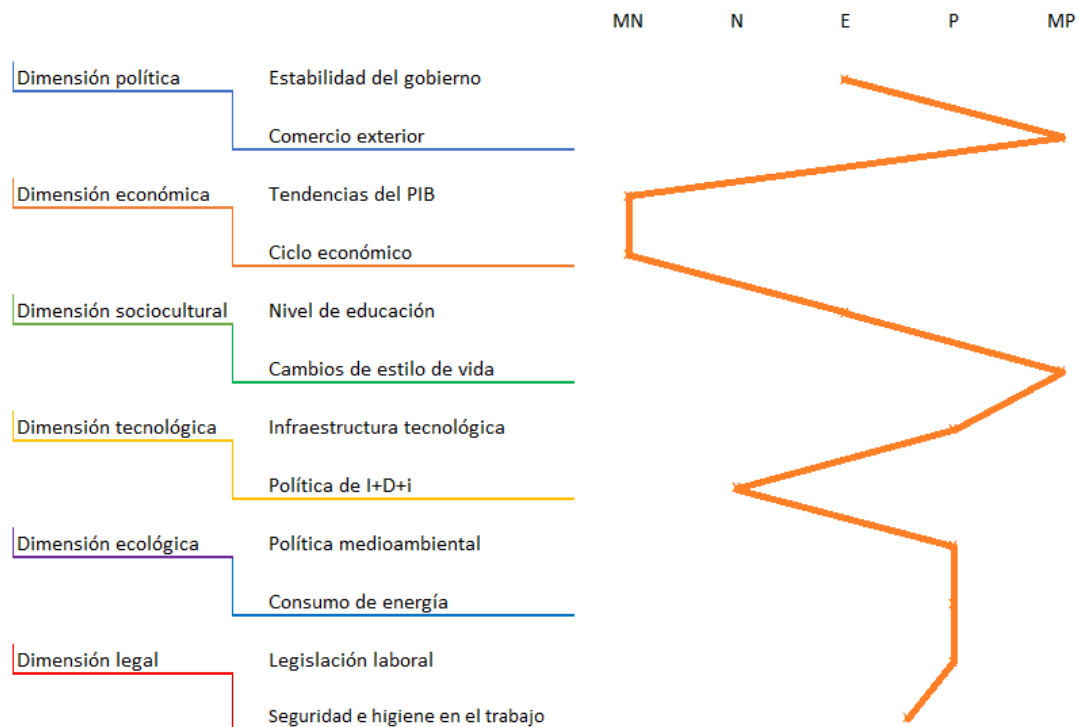 MN N E P MP
Dimensión política Estabilidad del gobierno
Comercio exterior
Dimensión económica Tendencias del PIB
Ciclo económico
Dimensión sociocultural Nivel de educación
Cambios de estilo de vida
Dimensión tecnológica Infraestructura tecnológica
Política de I+D+i
Dimensión ecológica Política medioambiental
Consumo de energía
Dimensión legal Legislación laboral
Seguridad e higiene en el trabajo